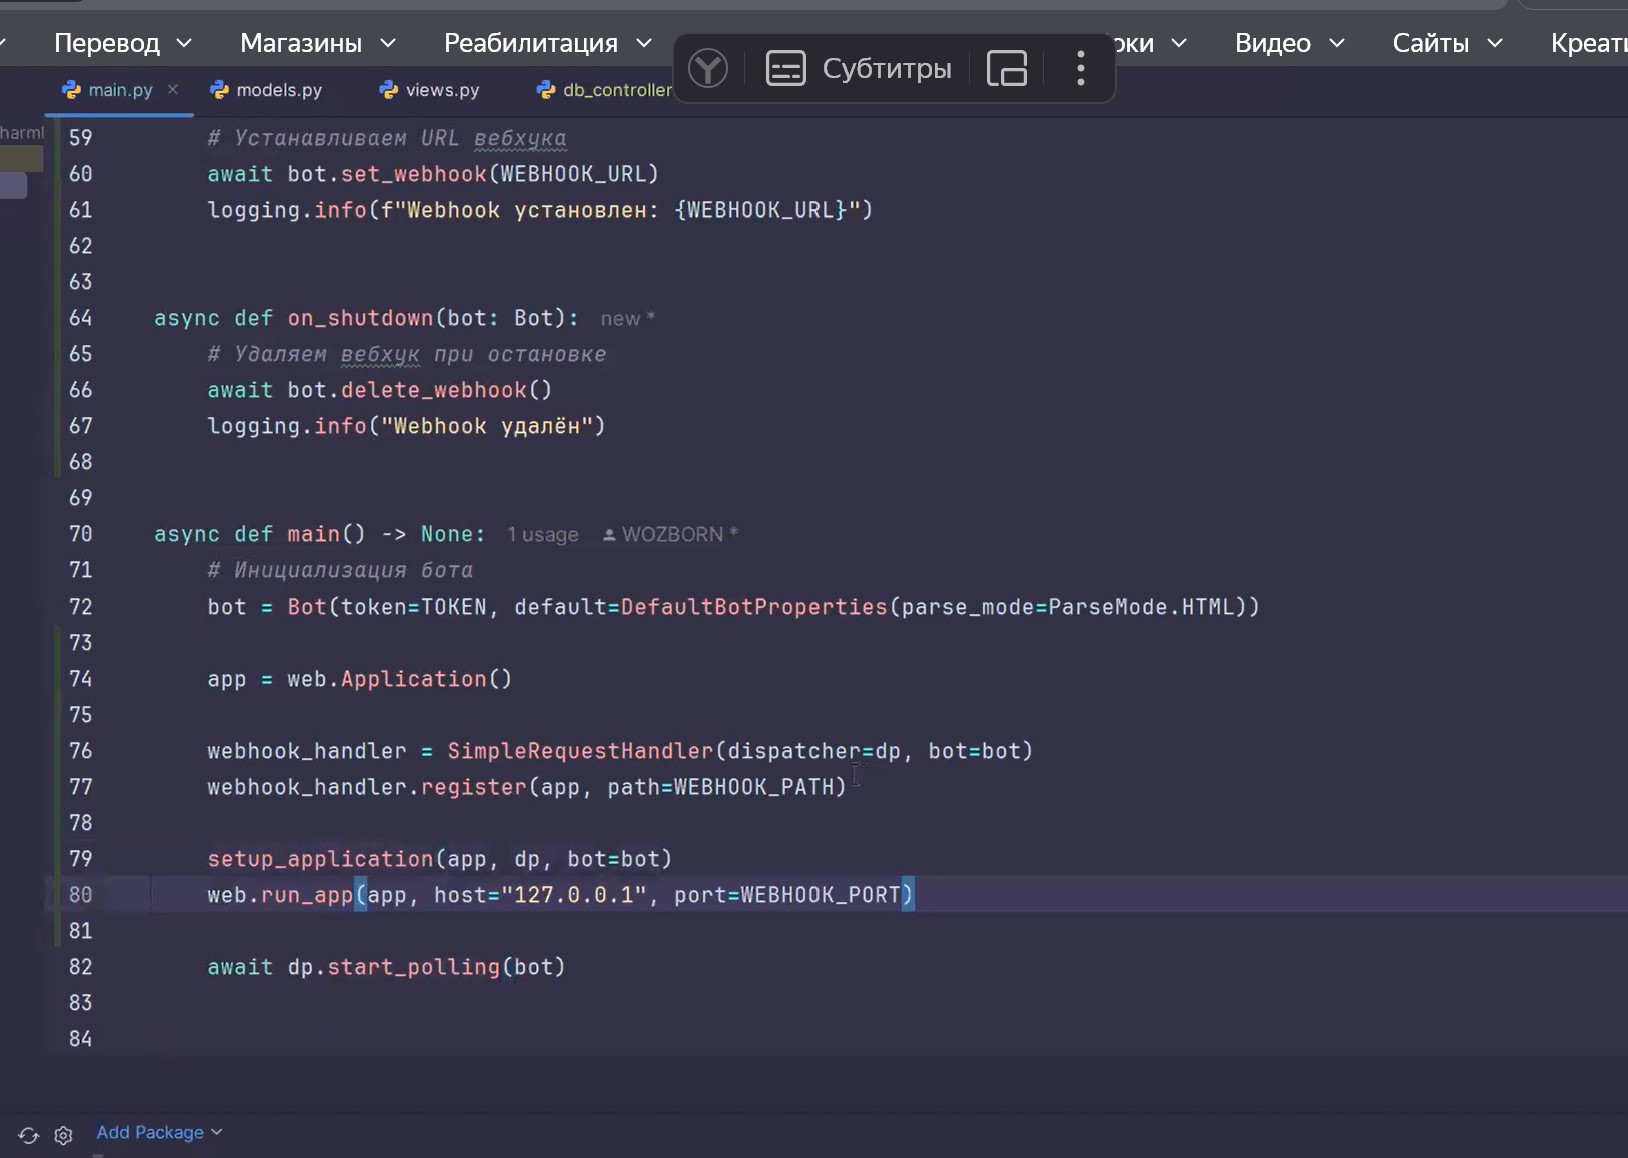 Перевод Магазины Реабилитация Субтитры Видео Сайты
main.py models.py views.py db_controller
59 # Устанавливаем URL вебхука
60 await bot.set_webhook(WEBHOOK_URL)
61 logging.info(f"Webhook установлен: {WEBHOOK_URL}")
62
63
64 async def on_shutdown(bot: Bot): new *
65 # Удаляем вебхук при остановке
66 await bot.delete_webhook()
67 logging.info("Webhook удалён")
68
69
70 async def main() -> None: 1 usage WOZBORN *
71 # Инициализация бота
72 bot = Bot(token=TOKEN, default=DefaultBotProperties(parse_mode=ParseMode.HTML))
73
74 app = web.Application()
75
76 webhook_handler = SimpleRequestHandler(dispatcher=dp, bot=bot)
77 webhook_handler.register(app, path=WEBHOOK_PATH)
78
79 setup_application(app, dp, bot=bot)
80 web.run_app(app, host="127.0.0.1", port=WEBHOOK_PORT)
81
82 await dp.start_polling(bot)
83
84
Add Package